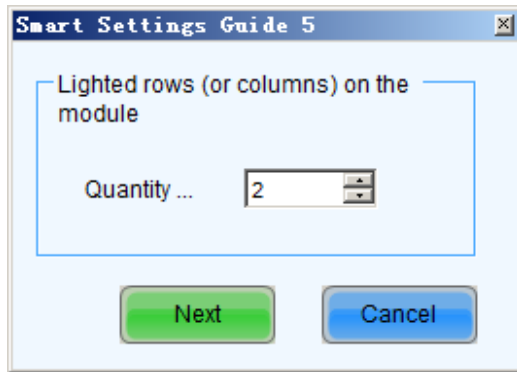 Smart Settings Guide 5
Lighted rows (or columns) on the
module
Quantity ...
2
Next
Cancel